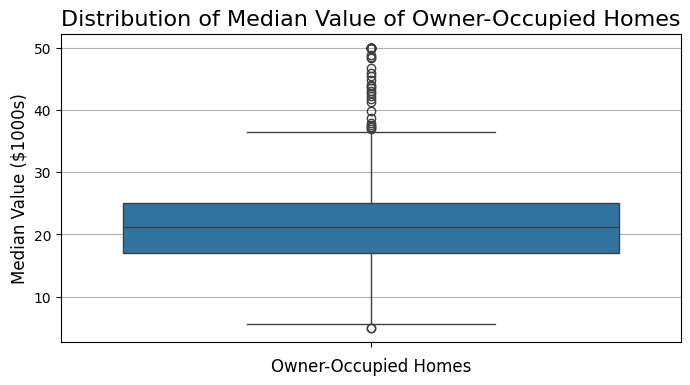 Distribution of Median Value of Owner-Occupied Homes
50
40
30
20
10
Median Value ($1000s)
Owner-Occupied Homes